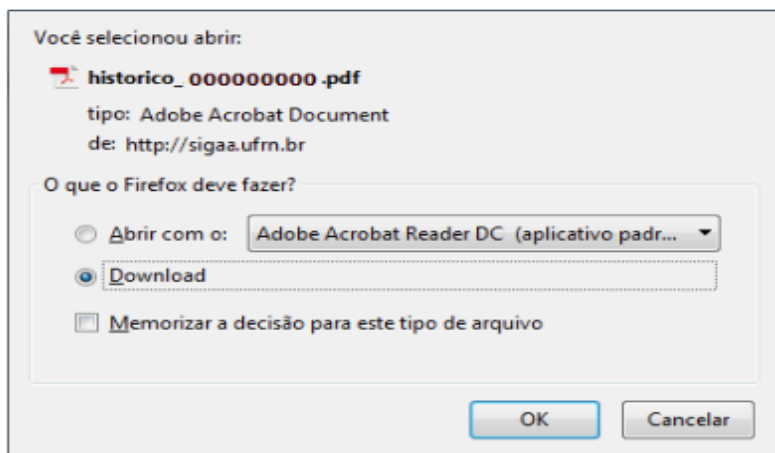 Você selecionou abrir:
historico_ 000000000 .pdf
tipo: Adobe Acrobat Document
de: http://sigaa.ufrn.br
O que o Firefox deve fazer?
Abrir com o: Adobe Acrobat Reader DC (aplicativo padr...
Download
Memorizar a decisão para este tipo de arquivo
OK Cancelar